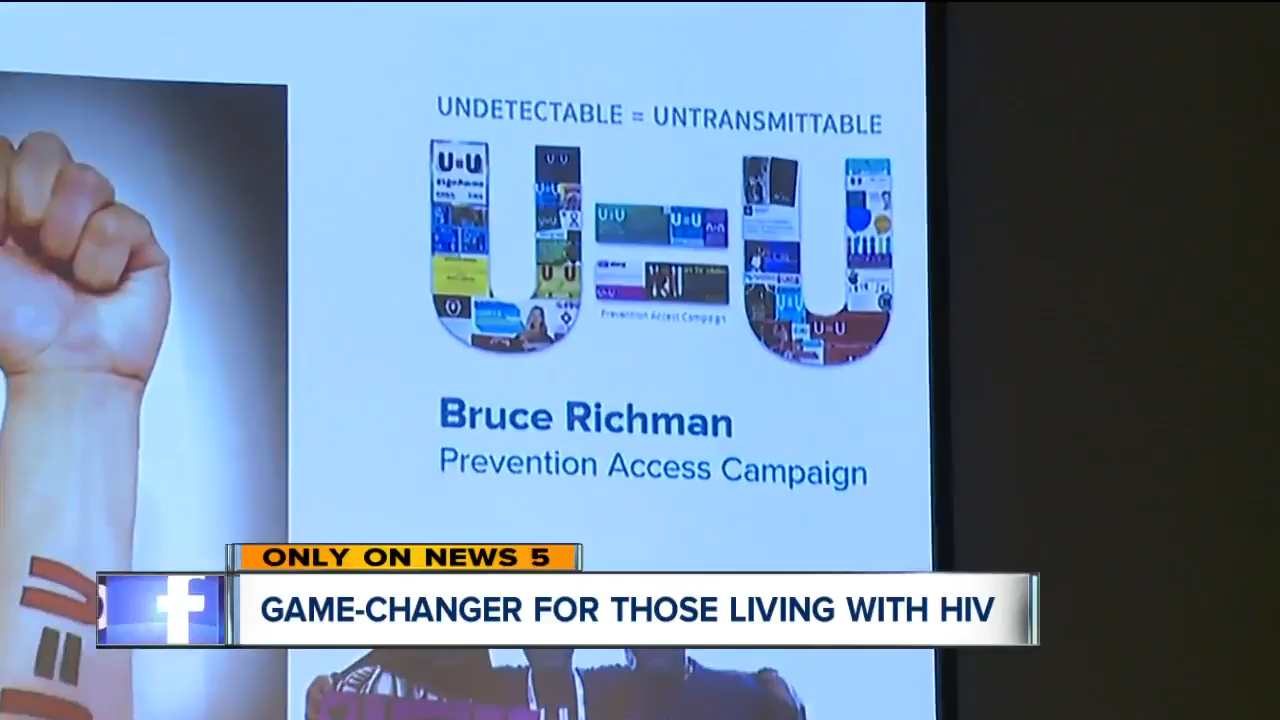 UNDETECTABLE = UNTRANSMITTABLE
U=U
Prevention Access Campaign
Bruce Richman
Prevention Access Campaign
ONLY ON NEWS 5
GAME-CHANGER FOR THOSE LIVING WITH HIV